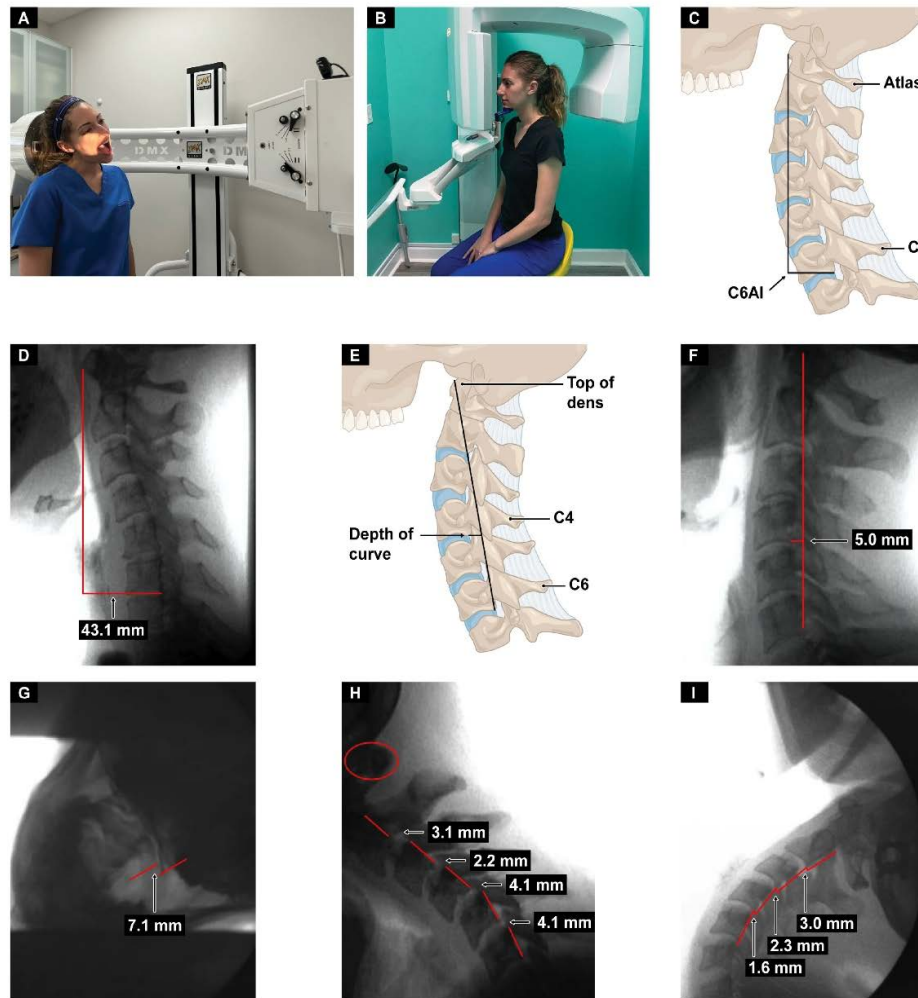 A
DMX
DMX
B
C
Atlas
C
C6AI
D
43.1 mm
E
Top of
dens
C4
Depth of
curve
C6
F
5.0 mm
G
7.1 mm
H
3.1 mm
2.2 mm
4.1 mm
4.1 mm
I
3.0 mm
2.3 mm
1.6 mm